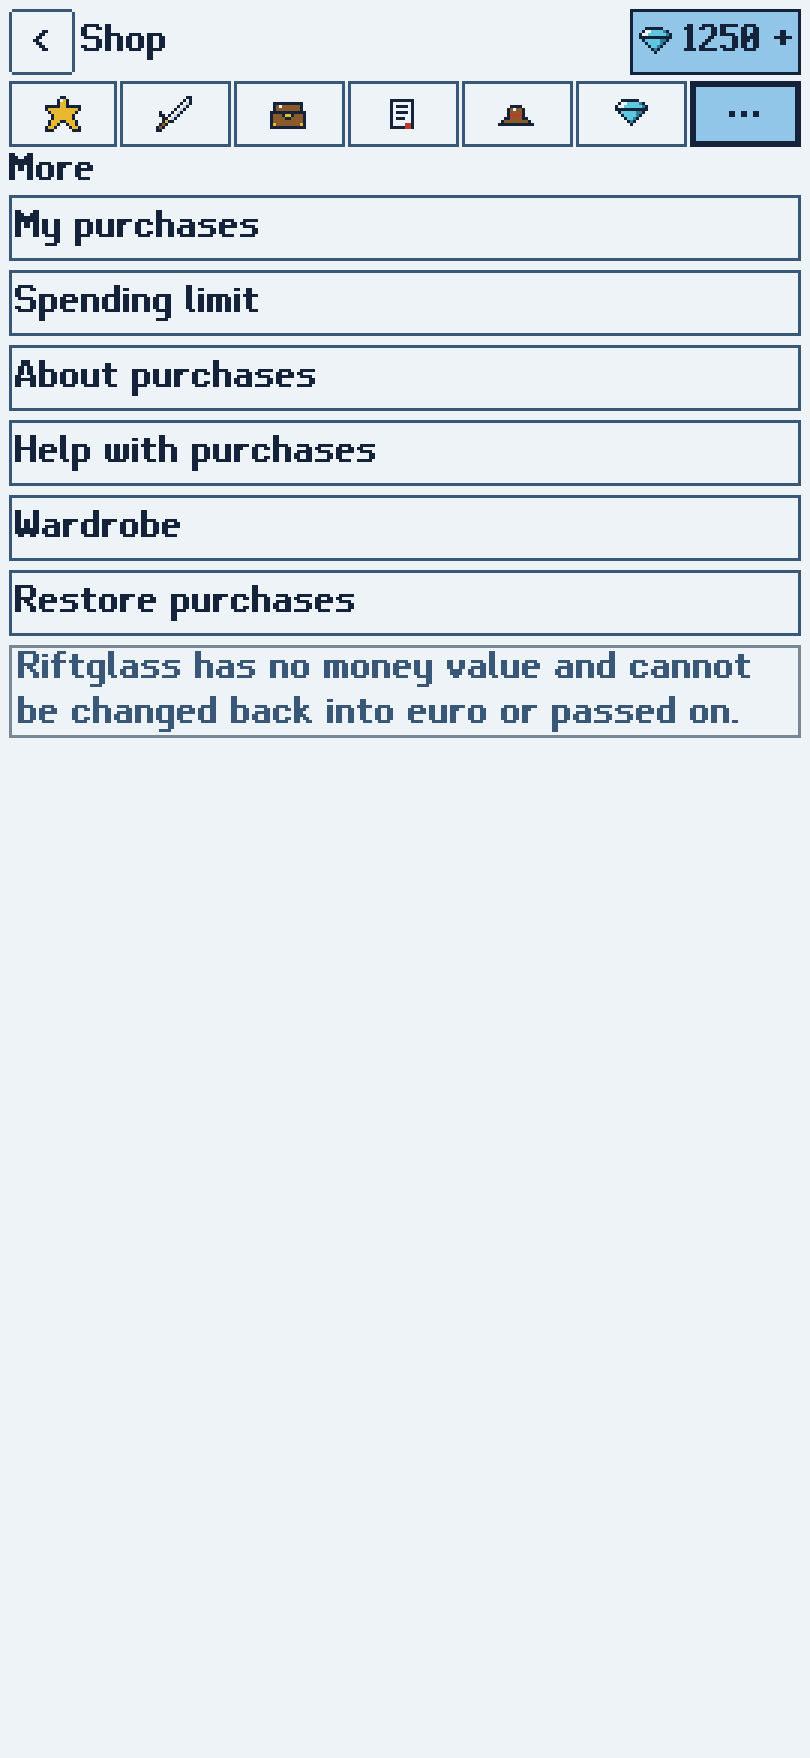 < Shop 1250 +
...
More
My purchases
Spending limit
About purchases
Help with purchases
Wardrobe
Restore purchases
Riftglass has no money value and cannot
be changed back into euro or passed on.